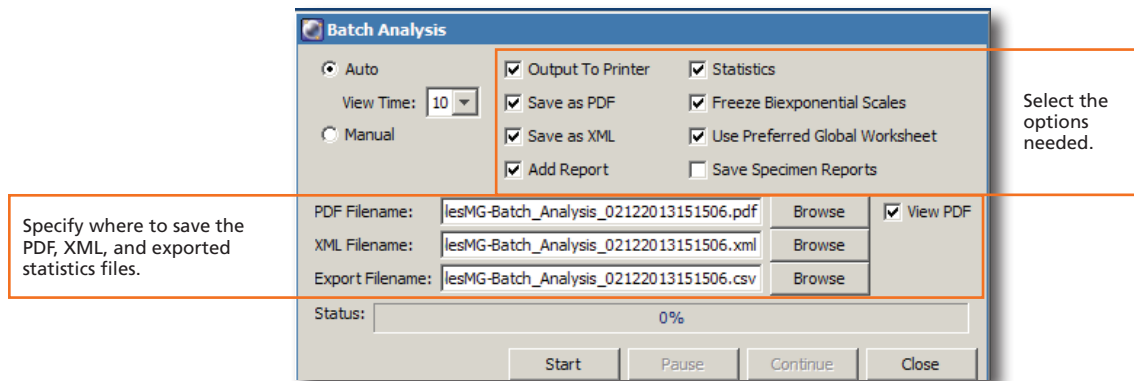 Batch Analysis
Auto
Output To Printer
Statistics
View Time: 10
Save as PDF
Freeze Biexponential Scales
Manual
Save as XML
Use Preferred Global Worksheet
Add Report
Save Specimen Reports
Select the
options
needed.
Specify where to save the
PDF, XML, and exported
statistics files.
PDF Filename: lesMG-Batch_Analysis_02122013151506.pdf Browse View PDF
XML Filename: lesMG-Batch_Analysis_02122013151506.xml Browse
Export Filename: lesMG-Batch_Analysis_02122013151506.csv Browse
Status: 0%
Start Pause Continue Close